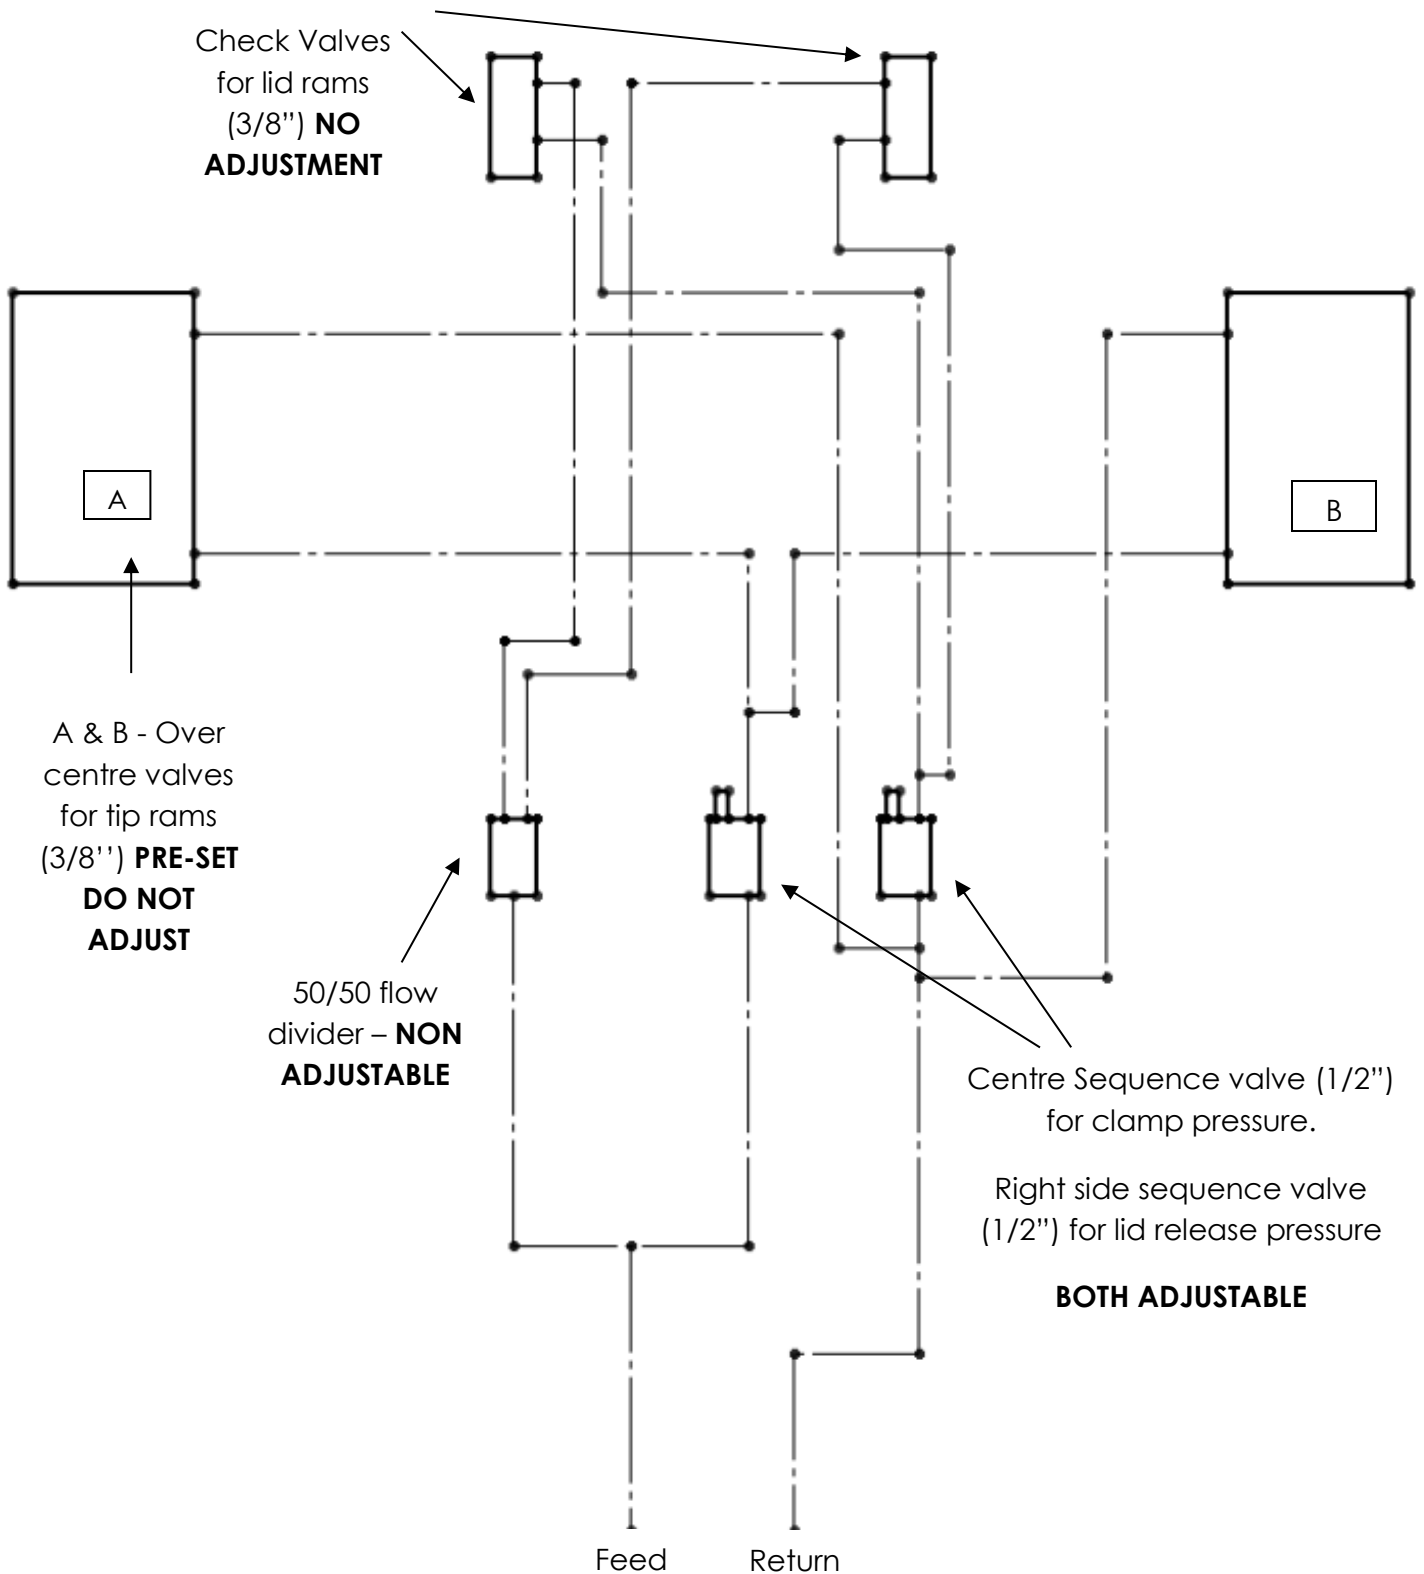 Check Valves
for lid rams
(3/8”) NO
ADJUSTMENT
A
B
A & B - Over
centre valves
for tip rams
(3/8’’) PRE-SET
DO NOT
ADJUST
50/50 flow
divider – NON
ADJUSTABLE
Centre Sequence valve (1/2”)
for clamp pressure.
Right side sequence valve
(1/2”) for lid release pressure
BOTH ADJUSTABLE
Feed
Return